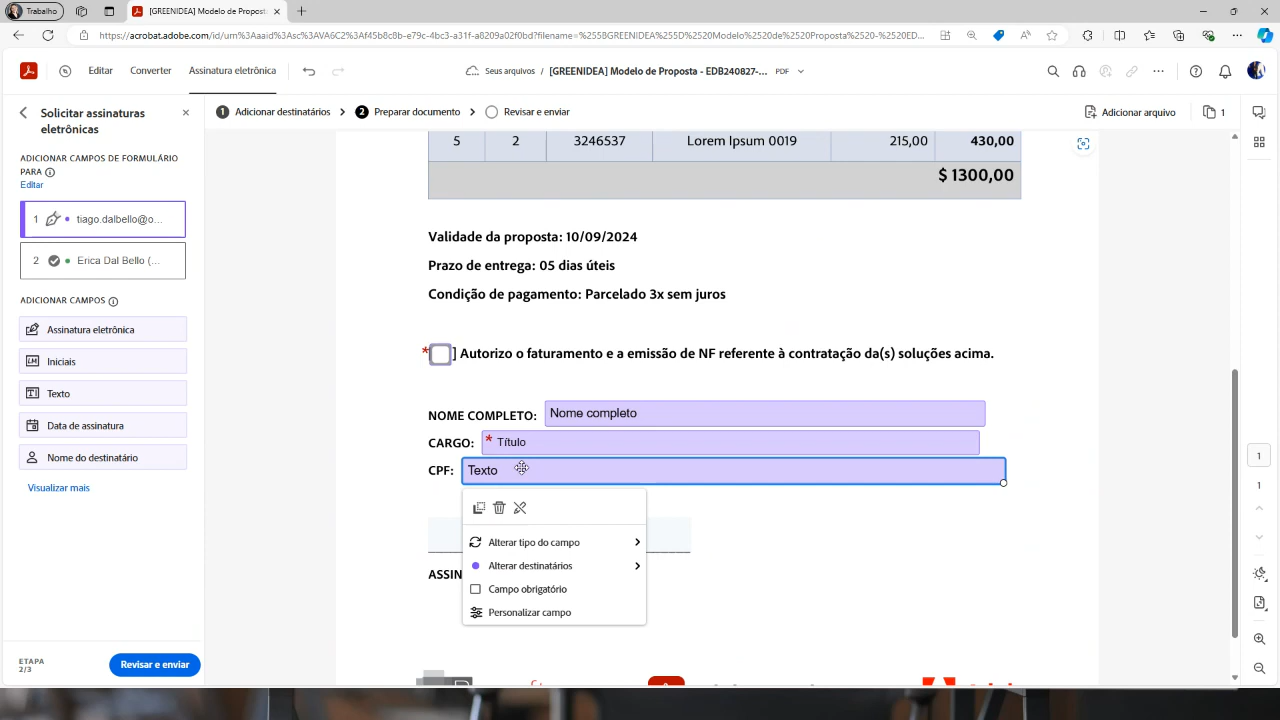 Trabalho
[GREENIDEA] Modelo de Propost
https://acrobat.adobe.com/id/urn%3Aaaid%3Asc%3AVA6C2%3Af45b8c8b-e79c-4bc3-a31f-a8209a02f0bd?filename=%255BGREENIDEA%255D%2520Modelo%2520de%2520Proposta%2520-%2520ED...
Editar
Converter
Assinatura eletrônica
Seus arquivos / [GREENIDEA] Modelo de Proposta - EDB240827-... PDF
Solicitar assinaturas eletrônicas
1 Adicionar destinatários
2 Preparar documento
Revisar e enviar
Adicionar arquivo
1
ADICIONAR CAMPOS DE FORMULÁRIO
PARA
Editar
1 tiago.dalbello@o...
2 Erica Dal Bello (...
ADICIONAR CAMPOS
Assinatura eletrônica
Iniciais
Texto
Data de assinatura
Nome do destinatário
Visualizar mais
ETAPA
2/3
Revisar e enviar
5 2 3246537 Lorem Ipsum 0019 215,00 430,00
$ 1300,00
Validade da proposta: 10/09/2024
Prazo de entrega: 05 dias úteis
Condição de pagamento: Parcelado 3x sem juros
* ] Autorizo o faturamento e a emissão de NF referente à contratação da(s) soluções acima.
NOME COMPLETO: Nome completo
CARGO: * Título
CPF: Texto
Alterar tipo do campo
Alterar destinatários
Campo obrigatório
Personalizar campo
ASSIN
1
1